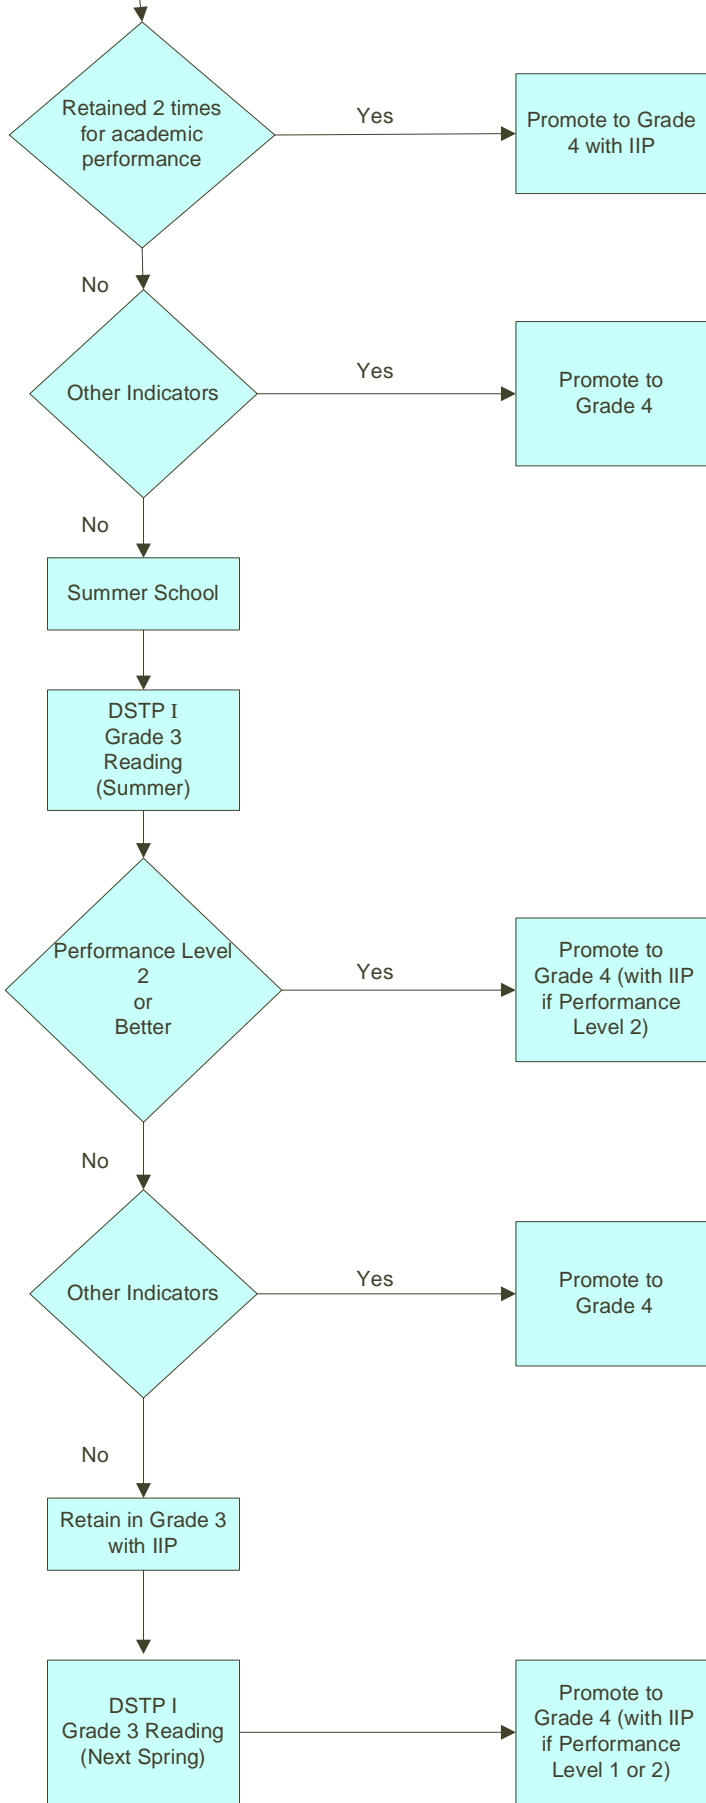 Retained 2 times
for academic
performance
Yes
Promote to Grade
4 with IIP
No
Other Indicators
Yes
Promote to
Grade 4
No
Summer School
DSTP I
Grade 3
Reading
(Summer)
Performance Level
2
or
Better
Yes
Promote to
Grade 4 (with IIP
if Performance
Level 2)
No
Other Indicators
Yes
Promote to
Grade 4
No
Retain in Grade 3
with IIP
DSTP I
Grade 3 Reading
(Next Spring)
Promote to
Grade 4 (with IIP
if Performance
Level 1 or 2)